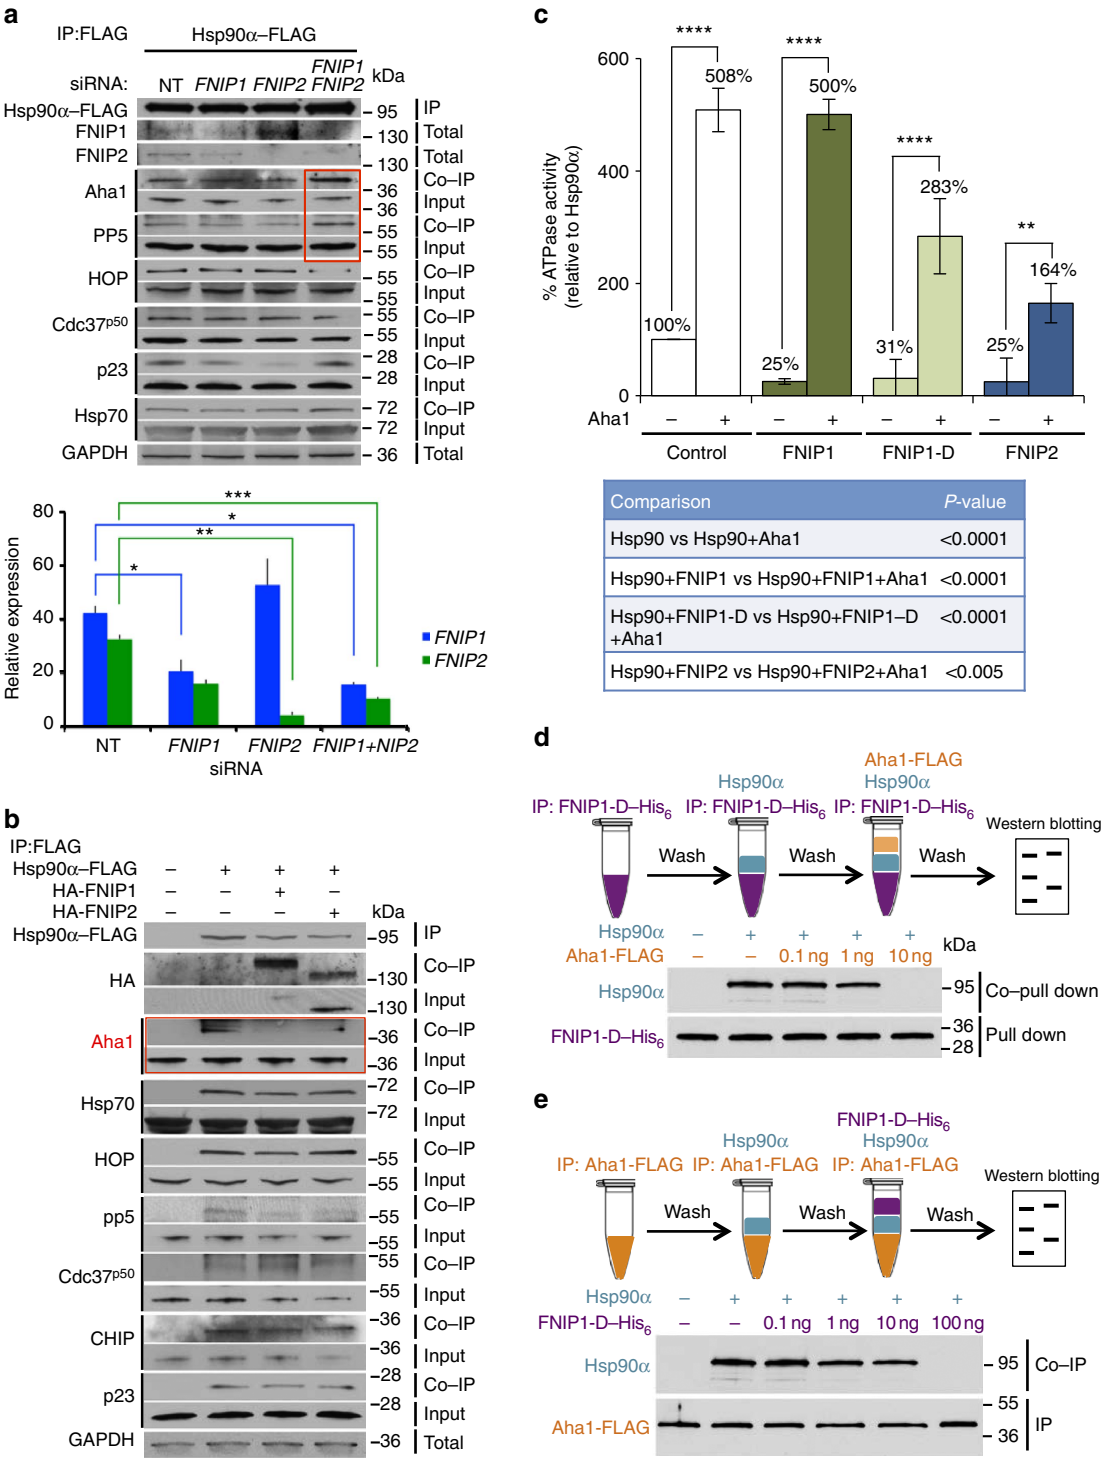 a
IP:FLAG Hsp90α–FLAG
siRNA: NT FNIP1 FNIP2 FNIP1 FNIP2 kDa
Hsp90α–FLAG 95 IP
FNIP1 130 Total
FNIP2 130 Total
Aha1 36 Co–IP
36 Input
PP5 55 Co–IP
55 Input
HOP 55 Co–IP
55 Input
Cdc37p50 55 Co–IP
55 Input
p23 28 Co–IP
28 Input
Hsp70 72 Co–IP
72 Input
GAPDH 36 Total
Relative expression
80
60
40
20
0
***
*
**
*
FNIP1
FNIP2
NT FNIP1 FNIP2 FNIP1+NIP2
siRNA
b
IP:FLAG
Hsp90α–FLAG – + + +
HA-FNIP1 – – + –
HA-FNIP2 – – – + kDa
Hsp90α–FLAG –95 IP
HA –130 Co–IP
–130 Input
Aha1 –36 Co–IP
–36 Input
Hsp70 –72 Co–IP
–72 Input
HOP –55 Co–IP
–55 Input
pp5 –55 Co–IP
–55 Input
Cdc37p50 –55 Co–IP
–55 Input
CHIP –36 Co–IP
–36 Input
p23 –28 Co–IP
–28 Input
GAPDH –36 Total
c
% ATPase activity
(relative to Hsp90α)
600
400
200
0
**** **** **** **
100% 508% 25% 500% 31% 283% 25% 164%
Aha1 – + – + – + – +
Control FNIP1 FNIP1-D FNIP2
Comparison P-value
Hsp90 vs Hsp90+Aha1 <0.0001
Hsp90+FNIP1 vs Hsp90+FNIP1+Aha1 <0.0001
Hsp90+FNIP1-D vs Hsp90+FNIP1–D +Aha1 <0.0001
Hsp90+FNIP2 vs Hsp90+FNIP2+Aha1 <0.005
d
Aha1-FLAG
Hsp90α Hsp90α
IP: FNIP1-D–His6 IP: FNIP1-D–His6 IP: FNIP1-D–His6
Western blotting
Wash Wash Wash
Hsp90α – + + + +
Aha1-FLAG – – 0.1 ng 1 ng 10 ng kDa
Hsp90α –95 Co–pull down
FNIP1-D–His6 –36 –28 Pull down
e
FNIP1-D–His6
Hsp90α Hsp90α
IP: Aha1-FLAG IP: Aha1-FLAG IP: Aha1-FLAG
Western blotting
Wash Wash Wash
Hsp90α – + + + + +
FNIP1-D–His6 – – 0.1 ng 1 ng 10 ng 100 ng
Hsp90α – 95 Co–IP
Aha1-FLAG – 55 – 36 IP